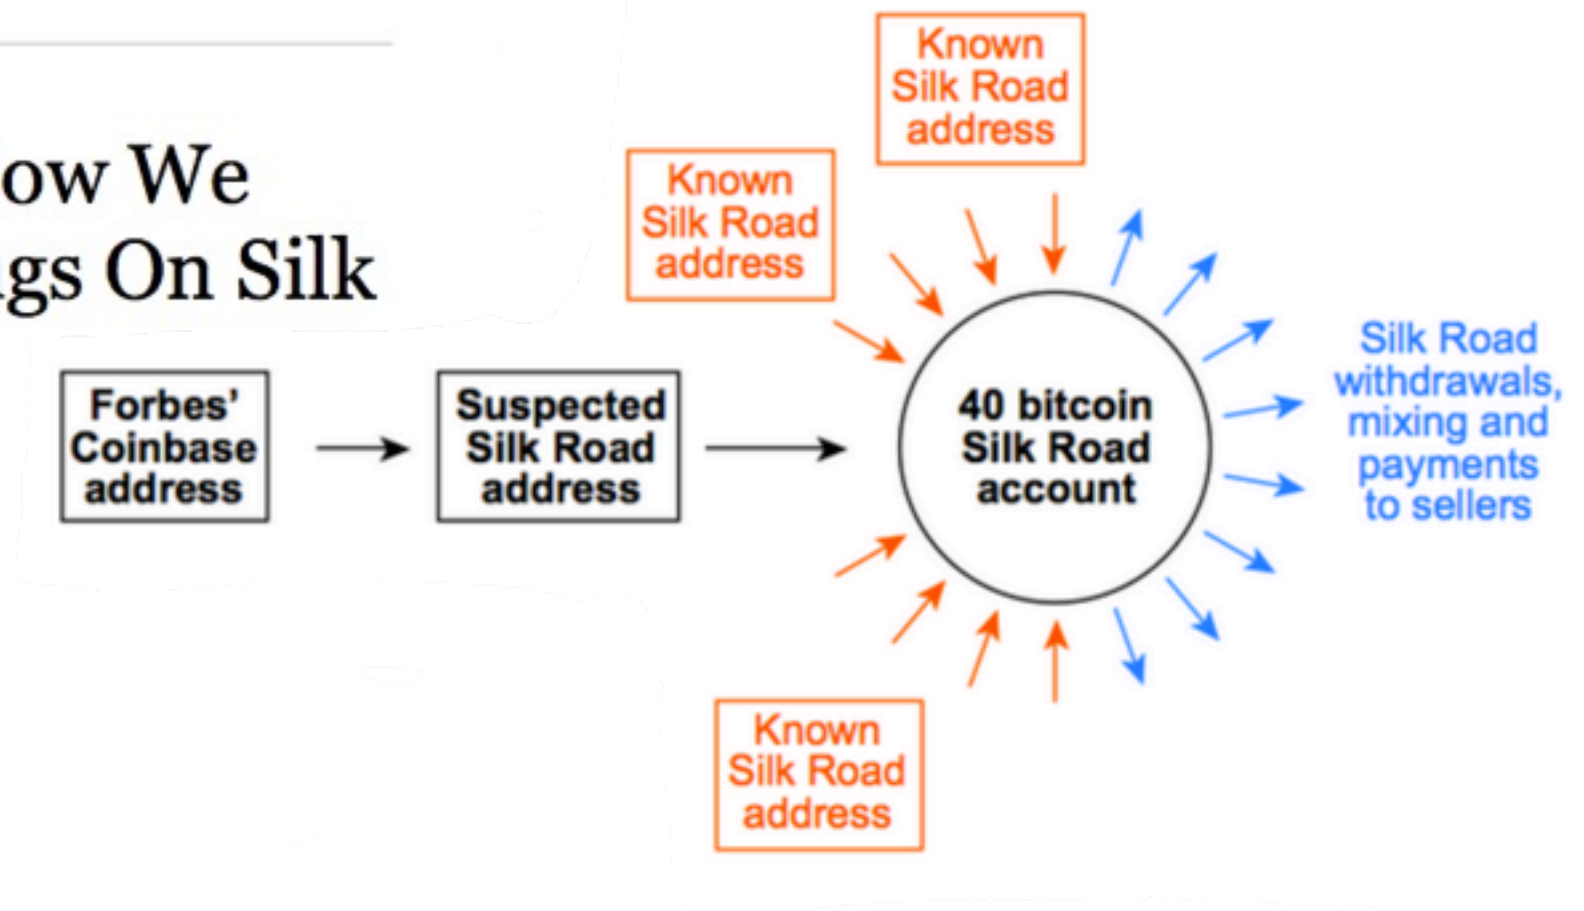 ow We
gs On Silk
Known
Silk Road
address
Known
Silk Road
address
Forbes’
Coinbase
address
Suspected
Silk Road
address
40 bitcoin
Silk Road
account
Silk Road
withdrawals,
mixing and
payments
to sellers
Known
Silk Road
address